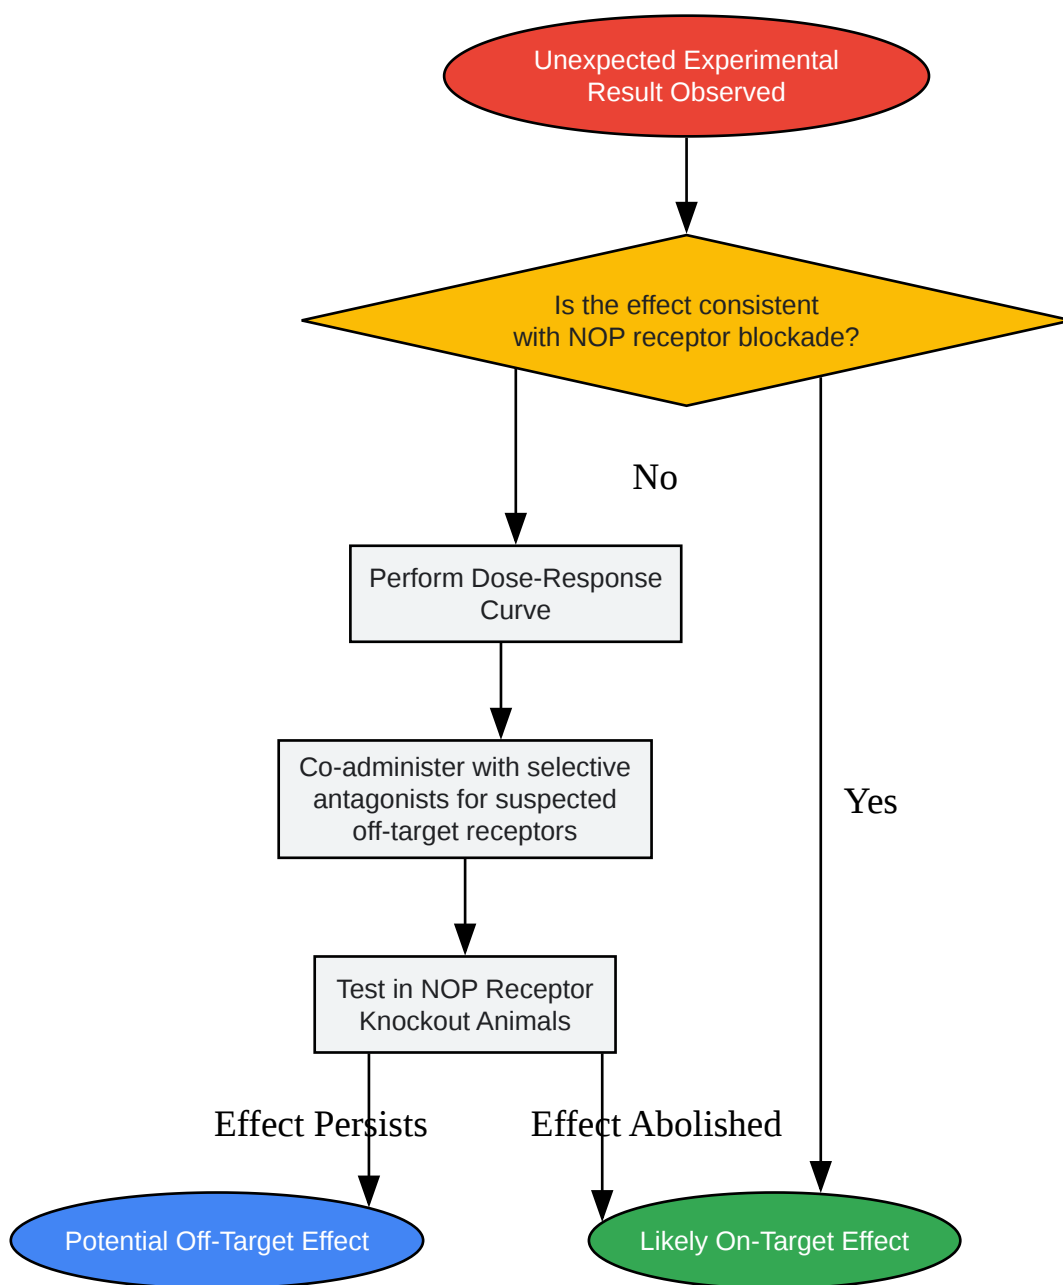 Unexpected Experimental
Result Observed
Is the effect consistent
with NOP receptor blockade?
No
Perform Dose-Response
Curve
Co-administer with selective
antagonists for suspected
off-target receptors
Yes
Test in NOP Receptor
Knockout Animals
Effect Persists
Effect Abolished
Potential Off-Target Effect
Likely On-Target Effect